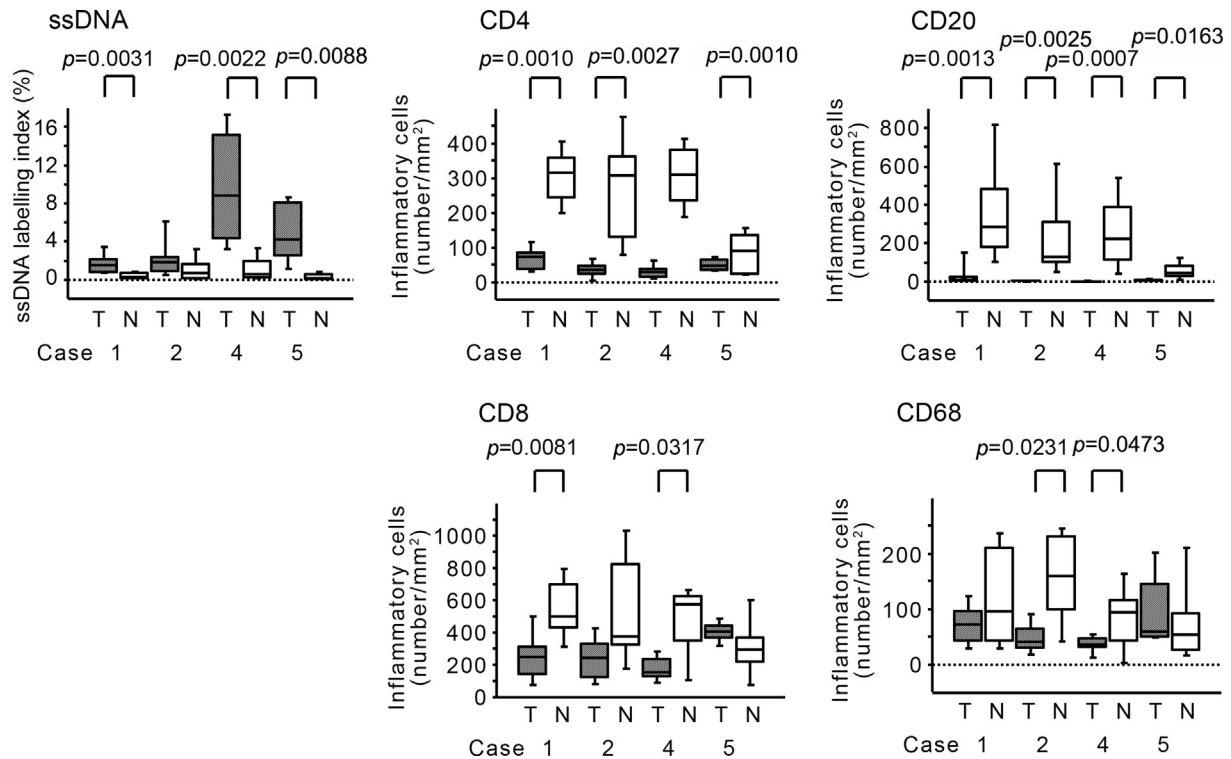 ssDNA
p=0.0031
p=0.0022
p=0.0088
ssDNA labelling index (%)
16
12
8
4
0
T N T N T N T N
Case 1 2 4 5
CD4
p=0.0010
p=0.0027
p=0.0010
Inflammatory cells
(number/mm²)
400
300
200
100
0
T N T N T N T N
Case 1 2 4 5
CD20
p=0.0013
p=0.0025
p=0.0007
p=0.0163
Inflammatory cells
(number/mm²)
800
600
400
200
0
T N T N T N T N
Case 1 2 4 5
CD8
p=0.0081
p=0.0317
Inflammatory cells
(number/mm²)
1000
800
600
400
200
0
T N T N T N T N
Case 1 2 4 5
CD68
p=0.0231
p=0.0473
Inflammatory cells
(number/mm²)
200
100
0
T N T N T N T N
Case 1 2 4 5